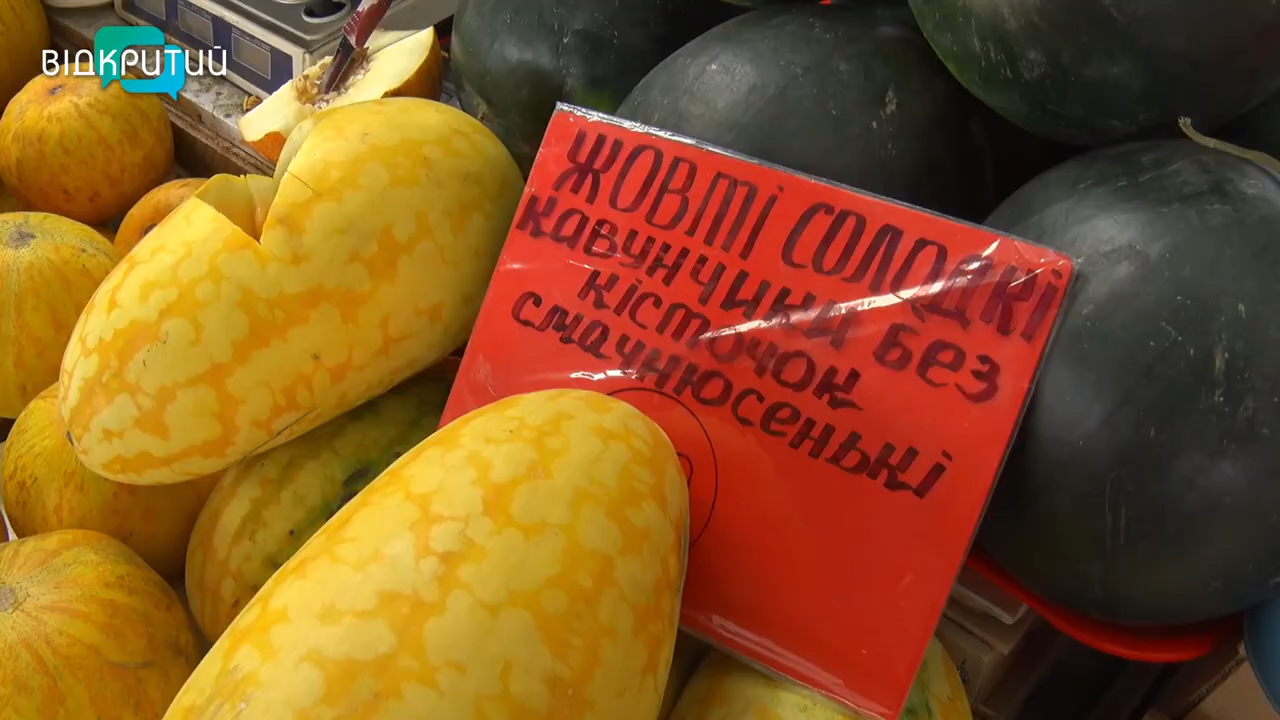 ВІДКРИТИЙ
ЖОВТІ СОЛОДКІ
кавунчики без
кісточок
смачнюсенькі